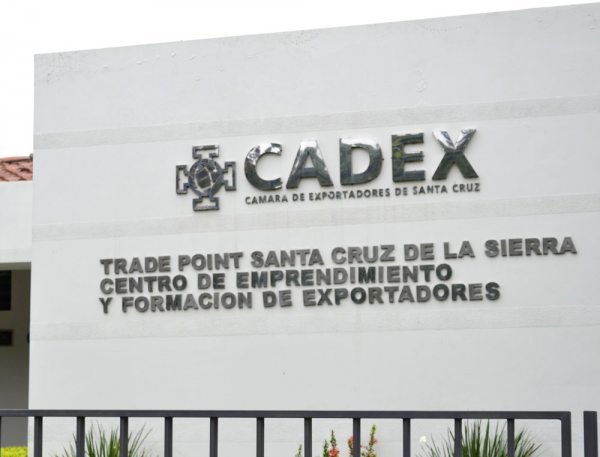 CADEX
CAMARA DE EXPORTADORES DE SANTA CRUZ
TRADE POINT SANTA CRUZ DE LA SIERRA
CENTRO DE EMPRENDIMIENTO
Y FORMACION DE EXPORTADORES